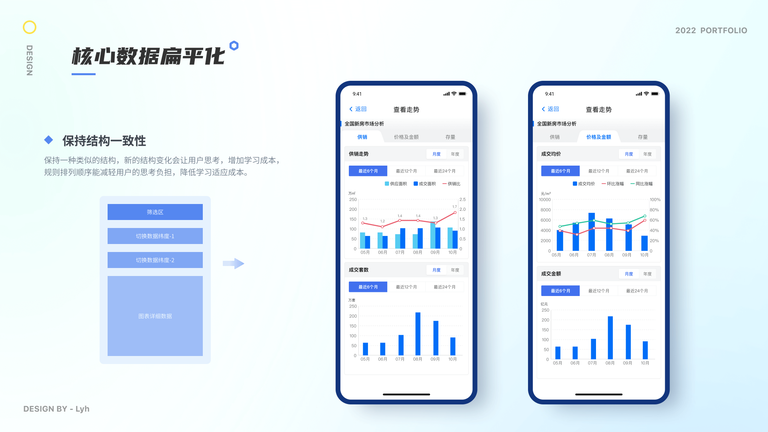 DESIGN
2022 PORTFOLIO
核心数据扁平化
保持结构一致性
保持一种类似的结构，新的结构变化会让用户思考，增加学习成本，
规则排列顺序能减轻用户的思考负担，降低学习适应成本。
筛选区
切换数据纬度-1
切换数据纬度-2
图表详细数据
9:41
返回
查看走势
全国新房市场分析
供销
价格及金额
存量
供销走势
月度
年度
最近6个月
最近12个月
最近24个月
供应面积
成交面积
供销比
250
200
150
100
50
0
2.5
2.0
1.5
1.0
0.5
0
05月
06月
07月
08月
09月
10月
成交套数
月度
年度
最近6个月
最近12个月
最近24个月
250
200
150
100
50
0
05月
06月
07月
08月
09月
10月
9:41
返回
查看走势
全国新房市场分析
供销
价格及金额
存量
成交均价
月度
年度
最近6个月
最近12个月
最近24个月
成交均价
环比涨幅
同比涨幅
10000
8000
6000
4000
2000
0
100%
80%
60%
40%
20%
05月
06月
07月
08月
09月
10月
成交金额
月度
年度
最近6个月
最近12个月
最近24个月
250
200
150
100
50
0
05月
06月
07月
08月
09月
10月
DESIGN BY - Lyh